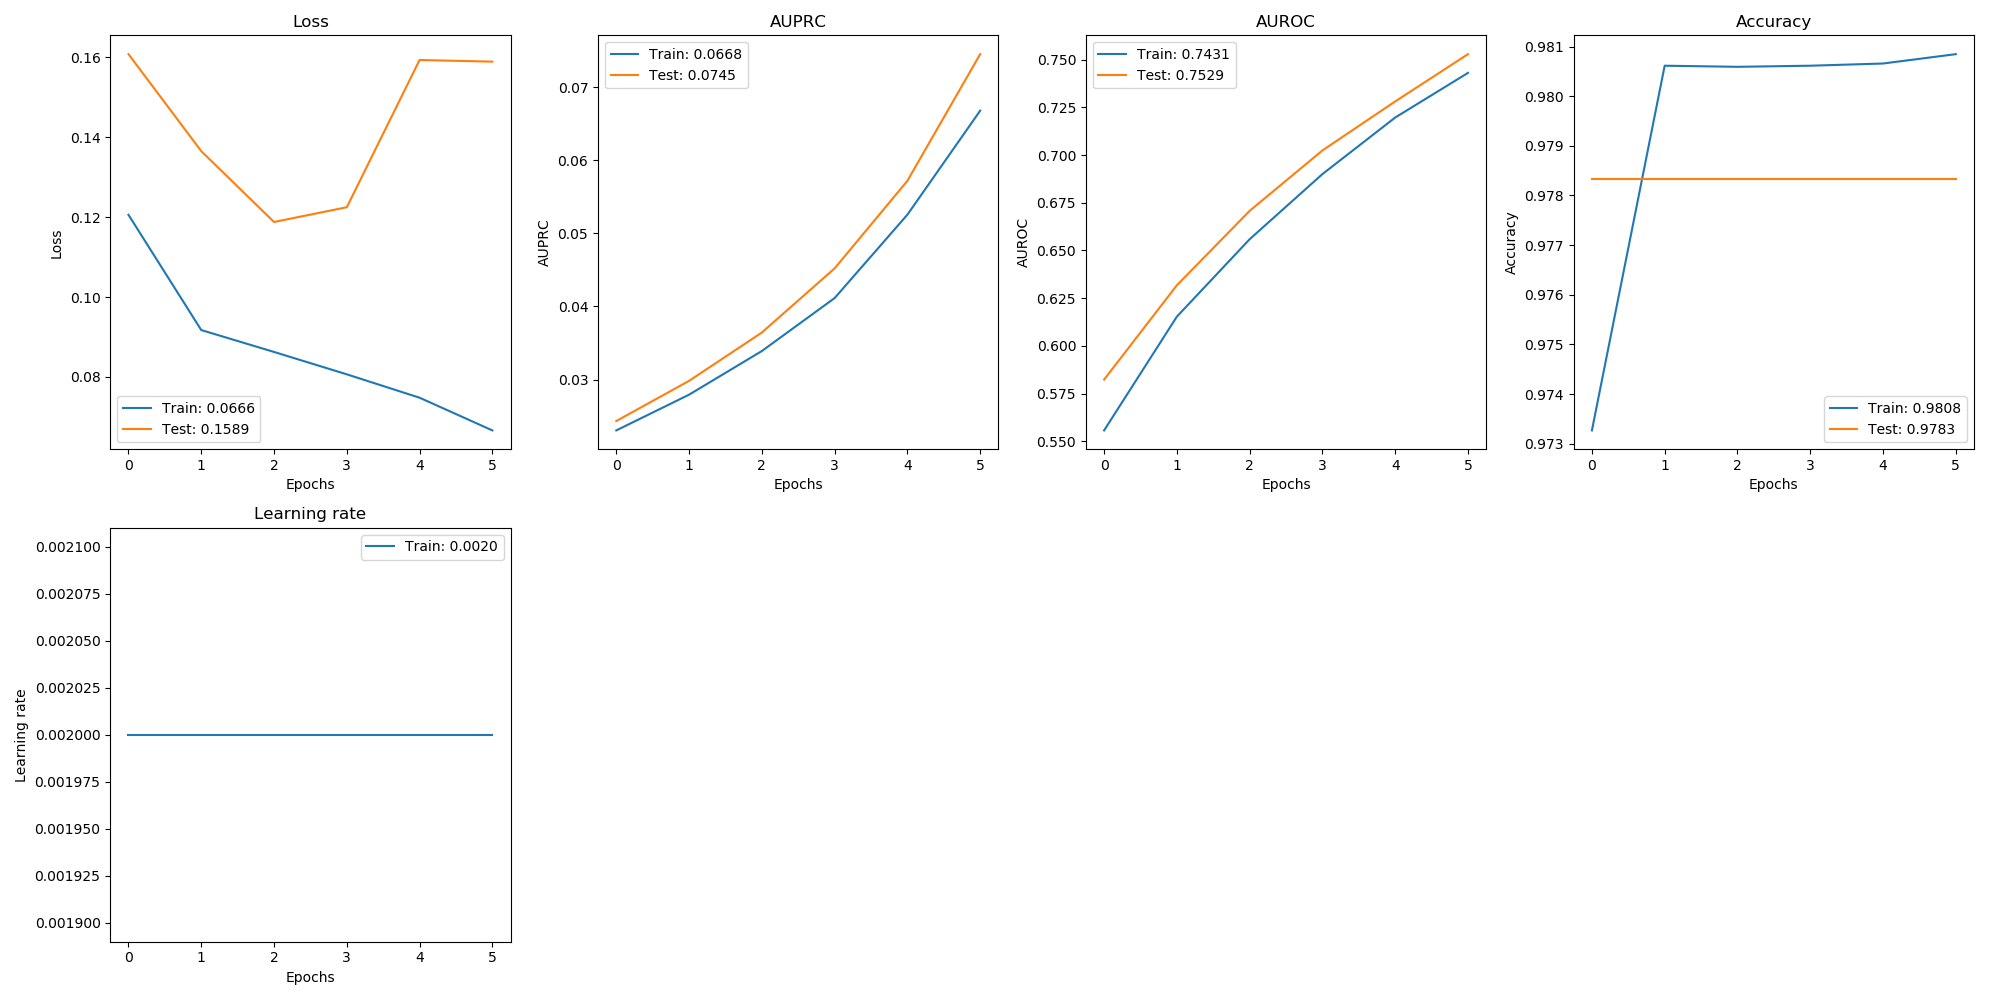 Loss
Loss
0.16
0.14
0.12
0.10
0.08
Train: 0.0666
Test: 0.1589
0 1 2 3 4 5
Epochs
AUPRC
AUPRC
0.07
0.06
0.05
0.04
0.03
Train: 0.0668
Test: 0.0745
0 1 2 3 4 5
Epochs
AUROC
AUROC
0.750
0.725
0.700
0.675
0.650
0.625
0.600
0.575
0.550
Train: 0.7431
Test: 0.7529
0 1 2 3 4 5
Epochs
Accuracy
Accuracy
0.981
0.980
0.979
0.978
0.977
0.976
0.975
0.974
0.973
Train: 0.9808
Test: 0.9783
0 1 2 3 4 5
Epochs
Learning rate
Learning rate
0.002100
0.002075
0.002050
0.002025
0.002000
0.001975
0.001950
0.001925
0.001900
Train: 0.0020
0 1 2 3 4 5
Epochs